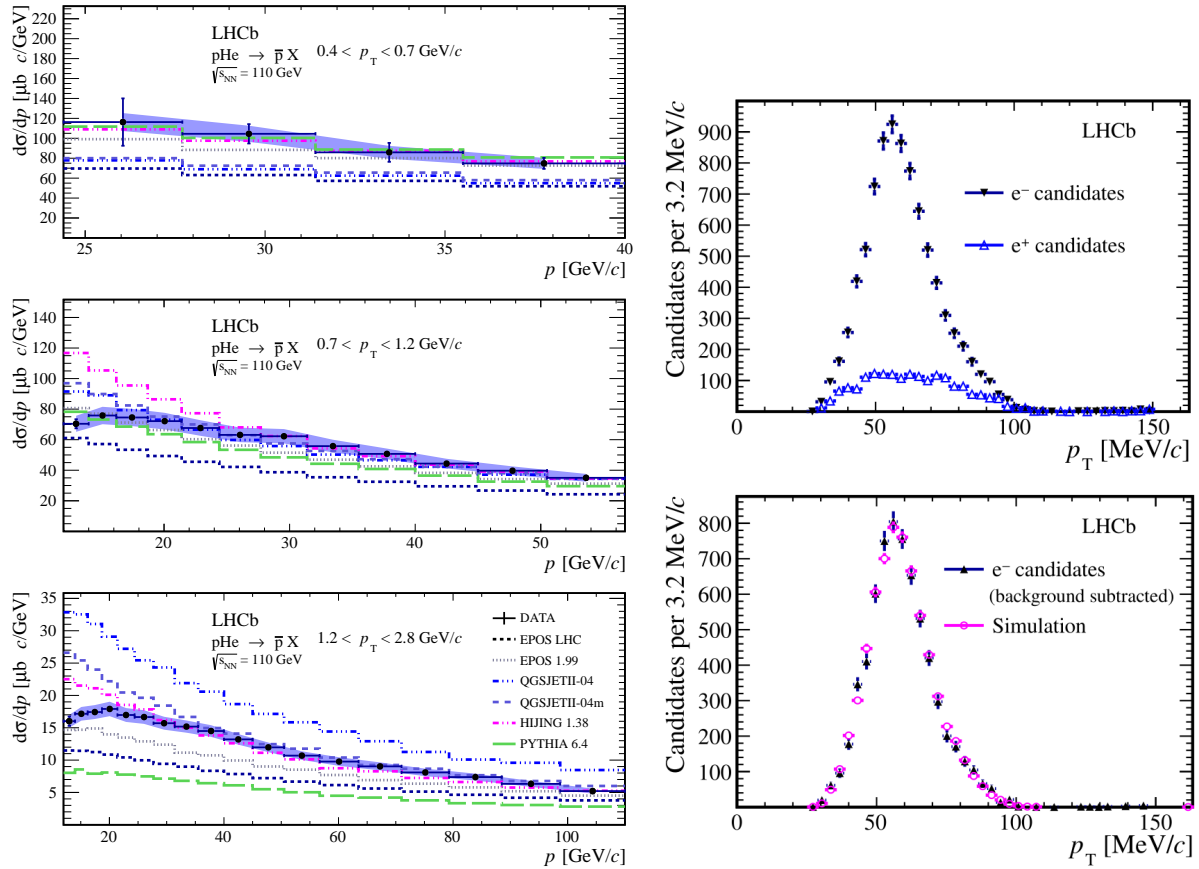 dσ/dp [μb c/GeV]
220
200
180
160
140
120
100
80
60
40
20
LHCb
pHe → p̅ X 0.4 < pT < 0.7 GeV/c
√sNN = 110 GeV
25 30 35 40
p [GeV/c]
dσ/dp [μb c/GeV]
140
120
100
80
60
40
20
LHCb
pHe → p̅ X 0.7 < pT < 1.2 GeV/c
√sNN = 110 GeV
20 30 40 50
p [GeV/c]
dσ/dp [μb c/GeV]
35
30
25
20
15
10
5
LHCb
pHe → p̅ X 1.2 < pT < 2.8 GeV/c
√sNN = 110 GeV
DATA
EPOS LHC
EPOS 1.99
QGSJETII-04
QGSJETII-04m
HIJING 1.38
PYTHIA 6.4
20 40 60 80 100
p [GeV/c]
Candidates per 3.2 MeV/c
900
800
700
600
500
400
300
200
100
LHCb
e⁻ candidates
e⁺ candidates
0 50 100 150
pT [MeV/c]
Candidates per 3.2 MeV/c
800
700
600
500
400
300
200
100
LHCb
e⁻ candidates
(background subtracted)
Simulation
0 50 100 150
pT [MeV/c]